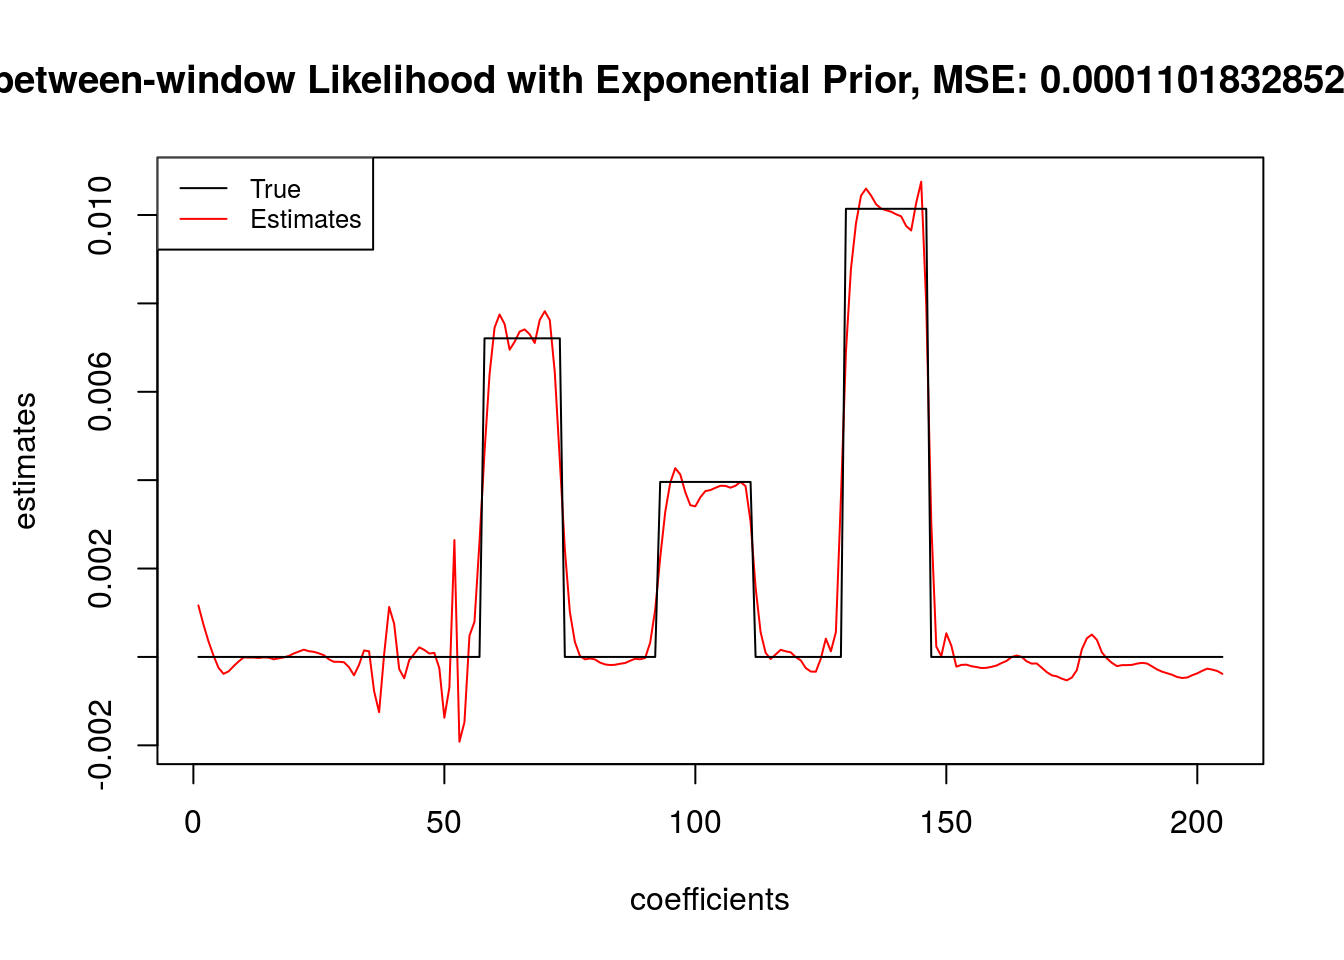 between-window Likelihood with Exponential Prior, MSE: 0.0001101832852
True
Estimates
estimates
0.010
0.006
0.002
-0.002
0 50 100 150 200
coefficients